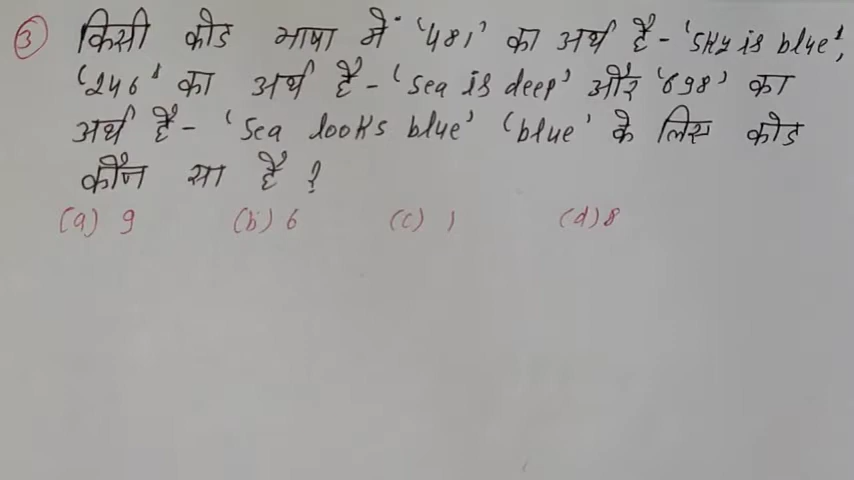 ③ किसी कोड भाषा में '481' का अर्थ है - 'sky is blue',
'246' का अर्थ है - 'sea is deep' और '698' का
अर्थ है - 'sea looks blue' 'blue' के लिए कोड
कौन सा है ?
(a) 9 (b) 6 (c) 1 (d) 8